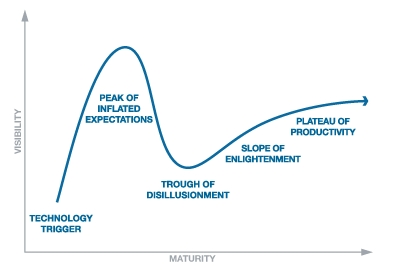 PEAK OF
INFLATED
EXPECTATIONS
PLATEAU OF
PRODUCTIVITY
SLOPE OF
ENLIGHTENMENT
TROUGH OF
DISILLUSIONMENT
TECHNOLOGY
TRIGGER
VISIBILITY
MATURITY